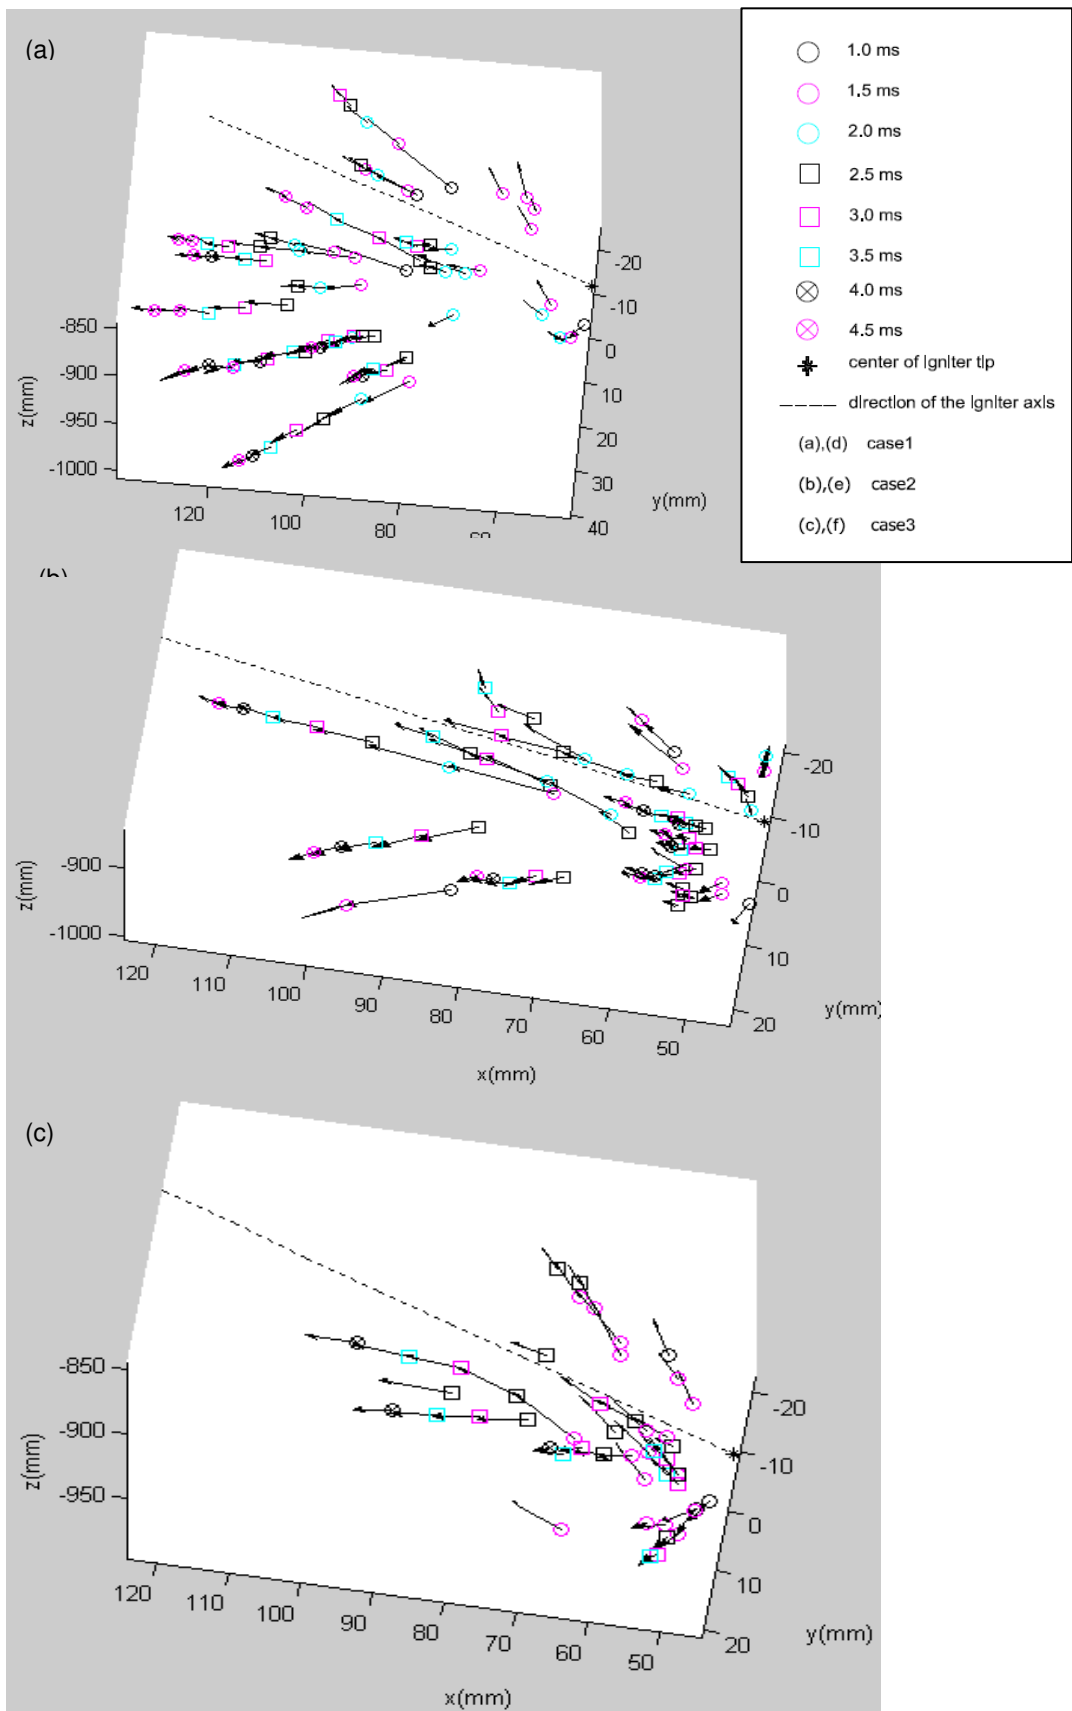 (a)
-850
-900
-950
-1000
z(mm)
120
100
80
60
-20
-10
0
10
20
30
40
y(mm)
1.0 ms
1.5 ms
2.0 ms
2.5 ms
3.0 ms
3.5 ms
4.0 ms
4.5 ms
center of igniter tip
direction of the igniter axis
(a),(d) case1
(b),(e) case2
(c),(f) case3
(b)
-900
-1000
z(mm)
120
110
100
90
80
70
60
50
x(mm)
-20
-10
0
10
20
y(mm)
(c)
-850
-900
-950
z(mm)
120
110
100
90
80
70
60
50
x(mm)
-20
-10
0
10
20
y(mm)